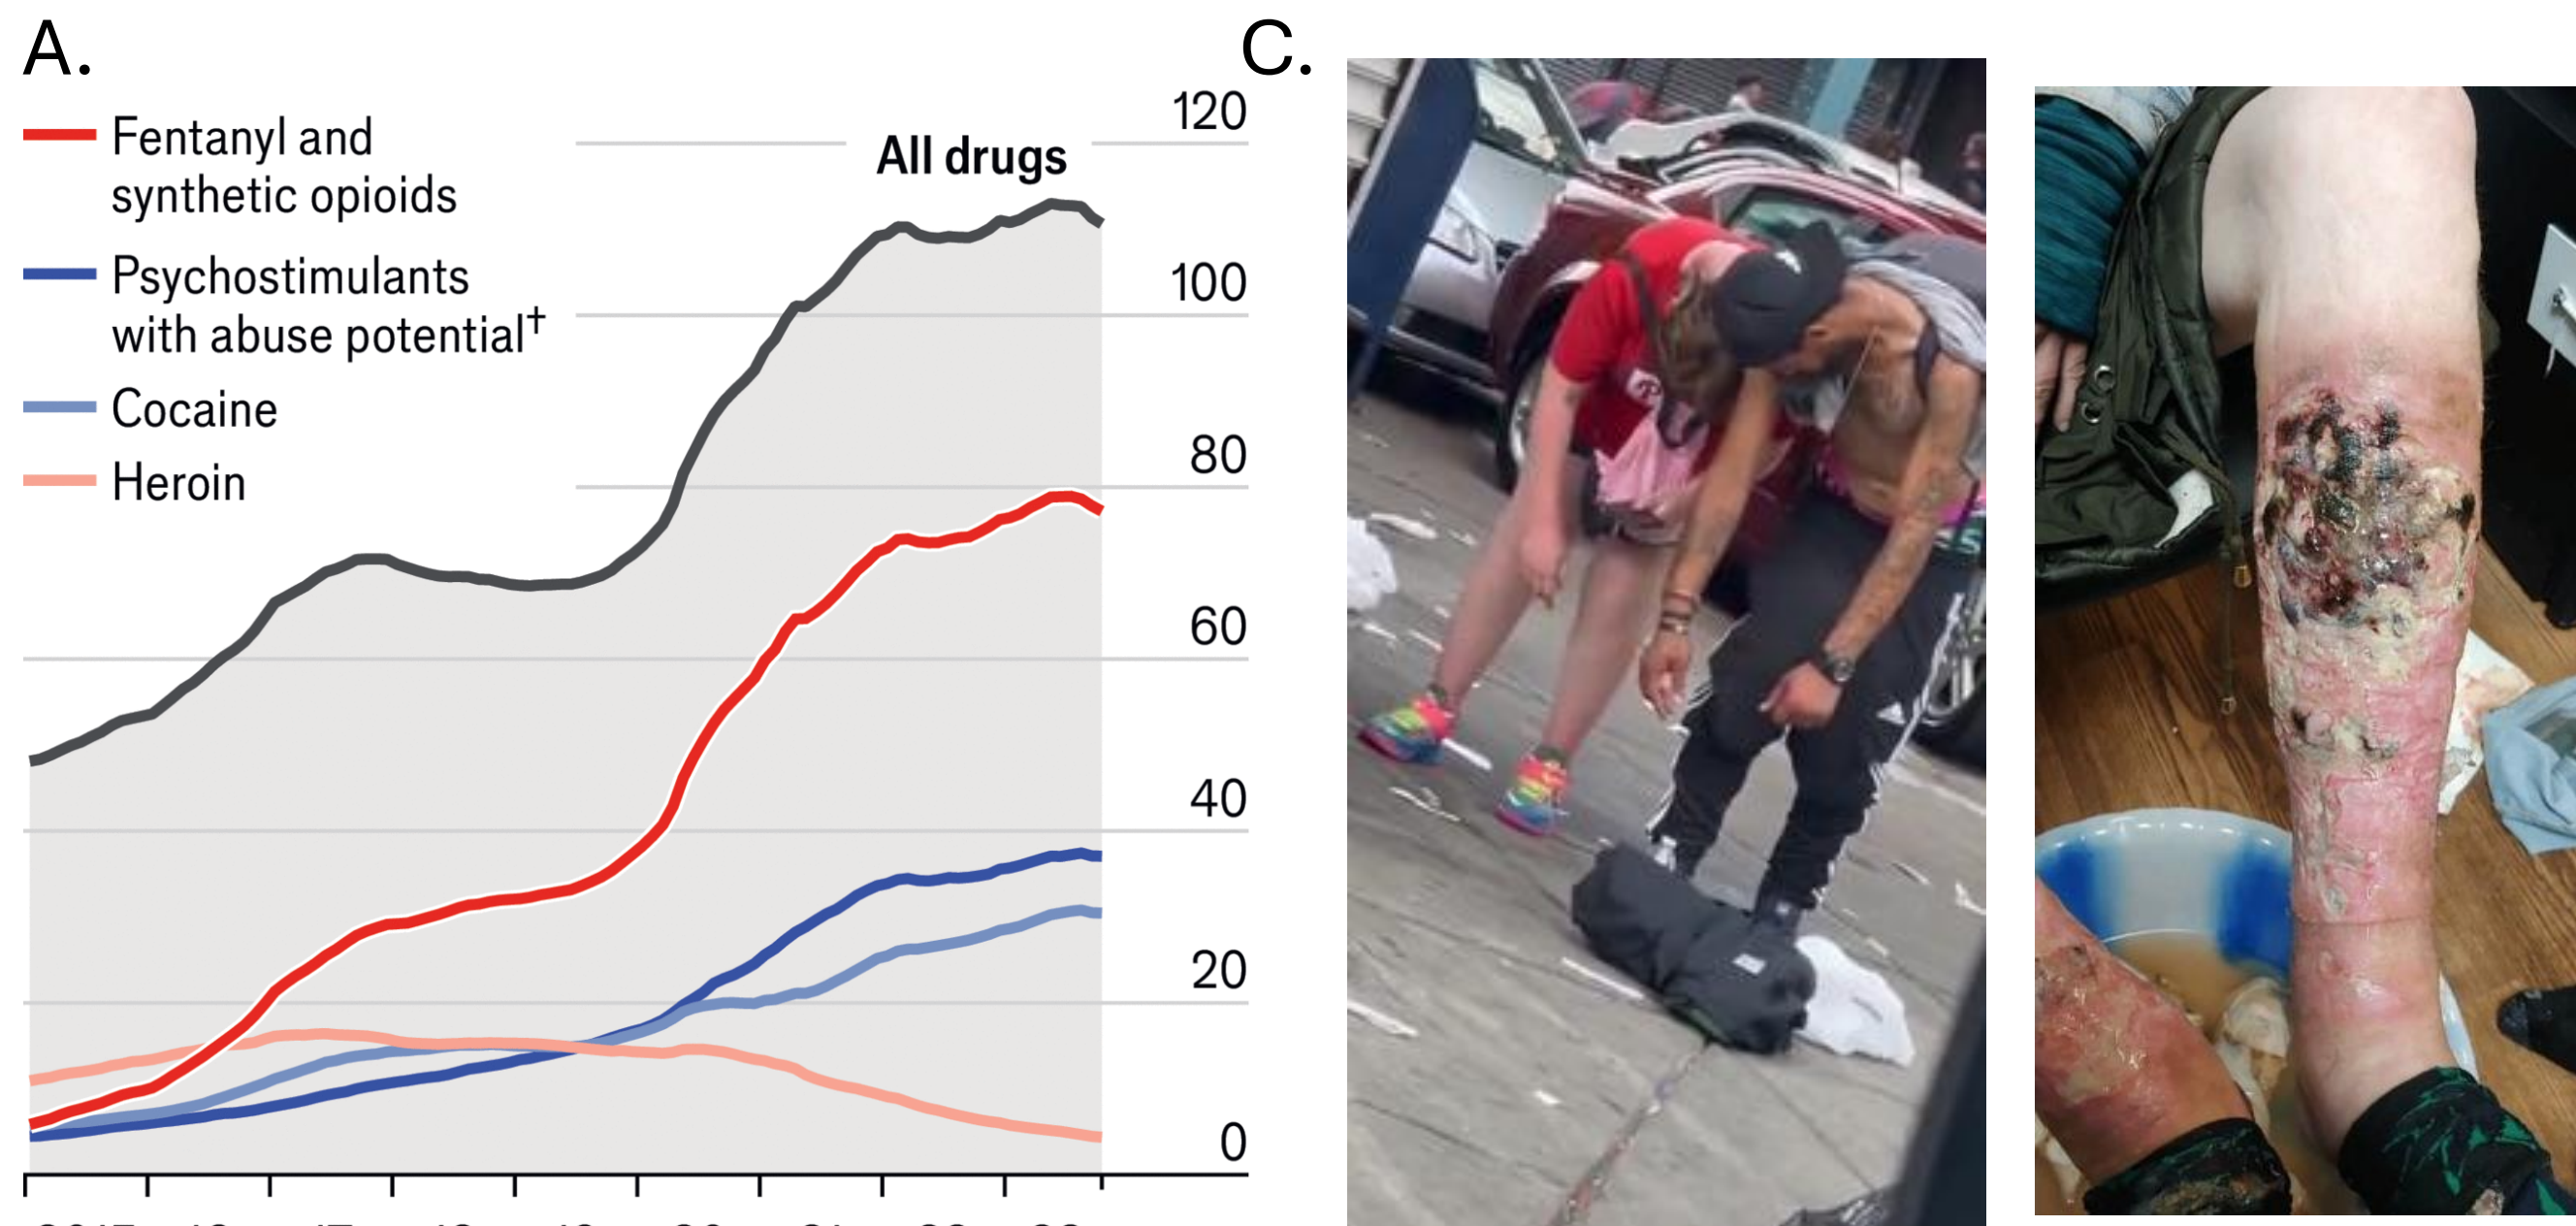 A.
C.
Fentanyl and
synthetic opioids
Psychostimulants
with abuse potential†
Cocaine
Heroin
All drugs
120
100
80
60
40
20
0